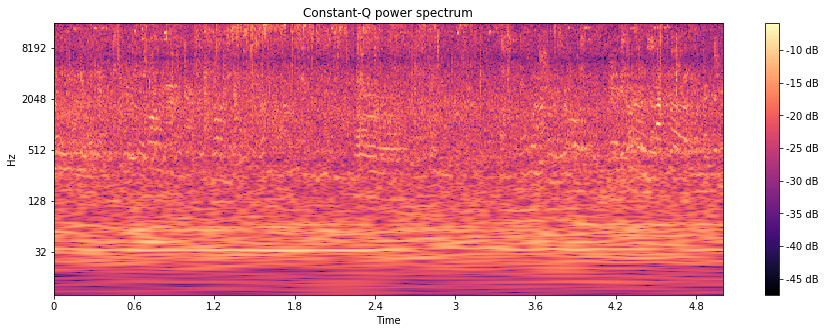 Constant-Q power spectrum
Hz
8192
2048
512
128
32
0 0.6 1.2 1.8 2.4 3 3.6 4.2 4.8
Time
-10 dB
-15 dB
-20 dB
-25 dB
-30 dB
-35 dB
-40 dB
-45 dB